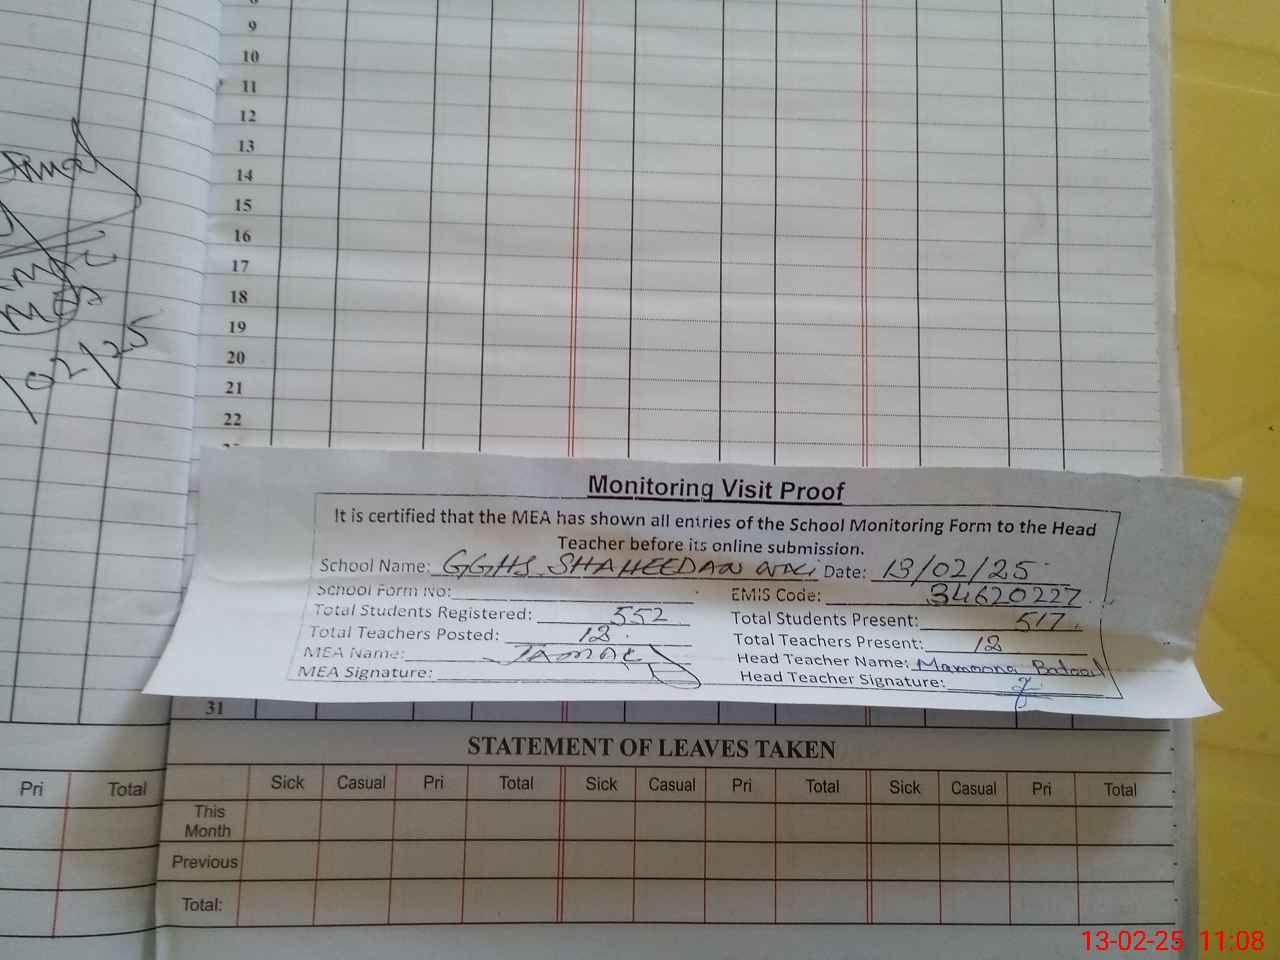 9
10
11
12
13
14
15
16
17
18
19
20
21
22
02/25
Monitoring Visit Proof
It is certified that the MEA has shown all entries of the School Monitoring Form to the Head
Teacher before its online submission.
School Name: GGHS SHAHEEDAN Date: 13/02/25
School Form No: EMIS Code: 34620227
Total Students Registered: 552 Total Students Present: 517
Total Teachers Posted: 12 Total Teachers Present: 12
MEA Name: JAMAL Head Teacher Name: Mamoona Batool
MEA Signature: Head Teacher Signature:
31
STATEMENT OF LEAVES TAKEN
Pri Total Sick Casual Pri Total Sick Casual Pri Total Sick Casual Pri Total
This
Month
Previous
Total:
13-02-25 11:08